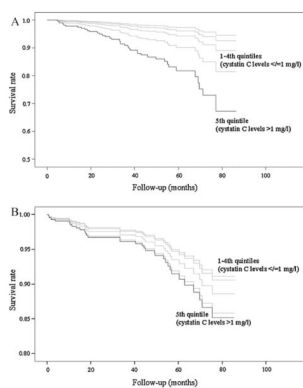 A
1.0
0.9
0.8
0.7
0.6
0.5
Survival rate
1-4th quintiles
(cystatin C levels </=1 mg/l)
5th quintile
(cystatin C levels >1 mg/l)
0 20 40 60 80 100
Follow-up (months)
B
1.00
0.95
0.90
0.85
0.80
Survival rate
1-4th quintiles
(cystatin C levels </=1 mg/l)
5th quintile
(cystatin C levels >1 mg/l)
0 20 40 60 80 100
Follow-up (months)